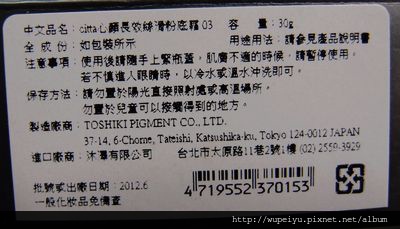 中文品名：citta心顏長效絲滑粉底霜 03 容 量：30g
全 成 份：如包裝所示 用途用法：請參見產品說明書
注意事項：使用後請隨手上緊瓶蓋，肌膚不適的時候，請暫停使用。
若不慎進入眼睛時，以冷水或溫水沖洗即可。
保存方法：請勿置於陽光直接照射處或高溫場所。
勿置於兒童可以接觸得到的地方。
製造廠商：TOSHIKI PIGMENT CO., LTD.
37-14, 6-Chome, Tateishi, Katsushika-ku, Tokyo 124-0012 JAPAN
進口廠商：沐澤有限公司 台北市太原路11巷2號1樓 (02) 2559-3929
批號或出廠日期：2012.6
一般化妝品免備查
4 719552 370153
http://wupeiyu.pixnet.net/album